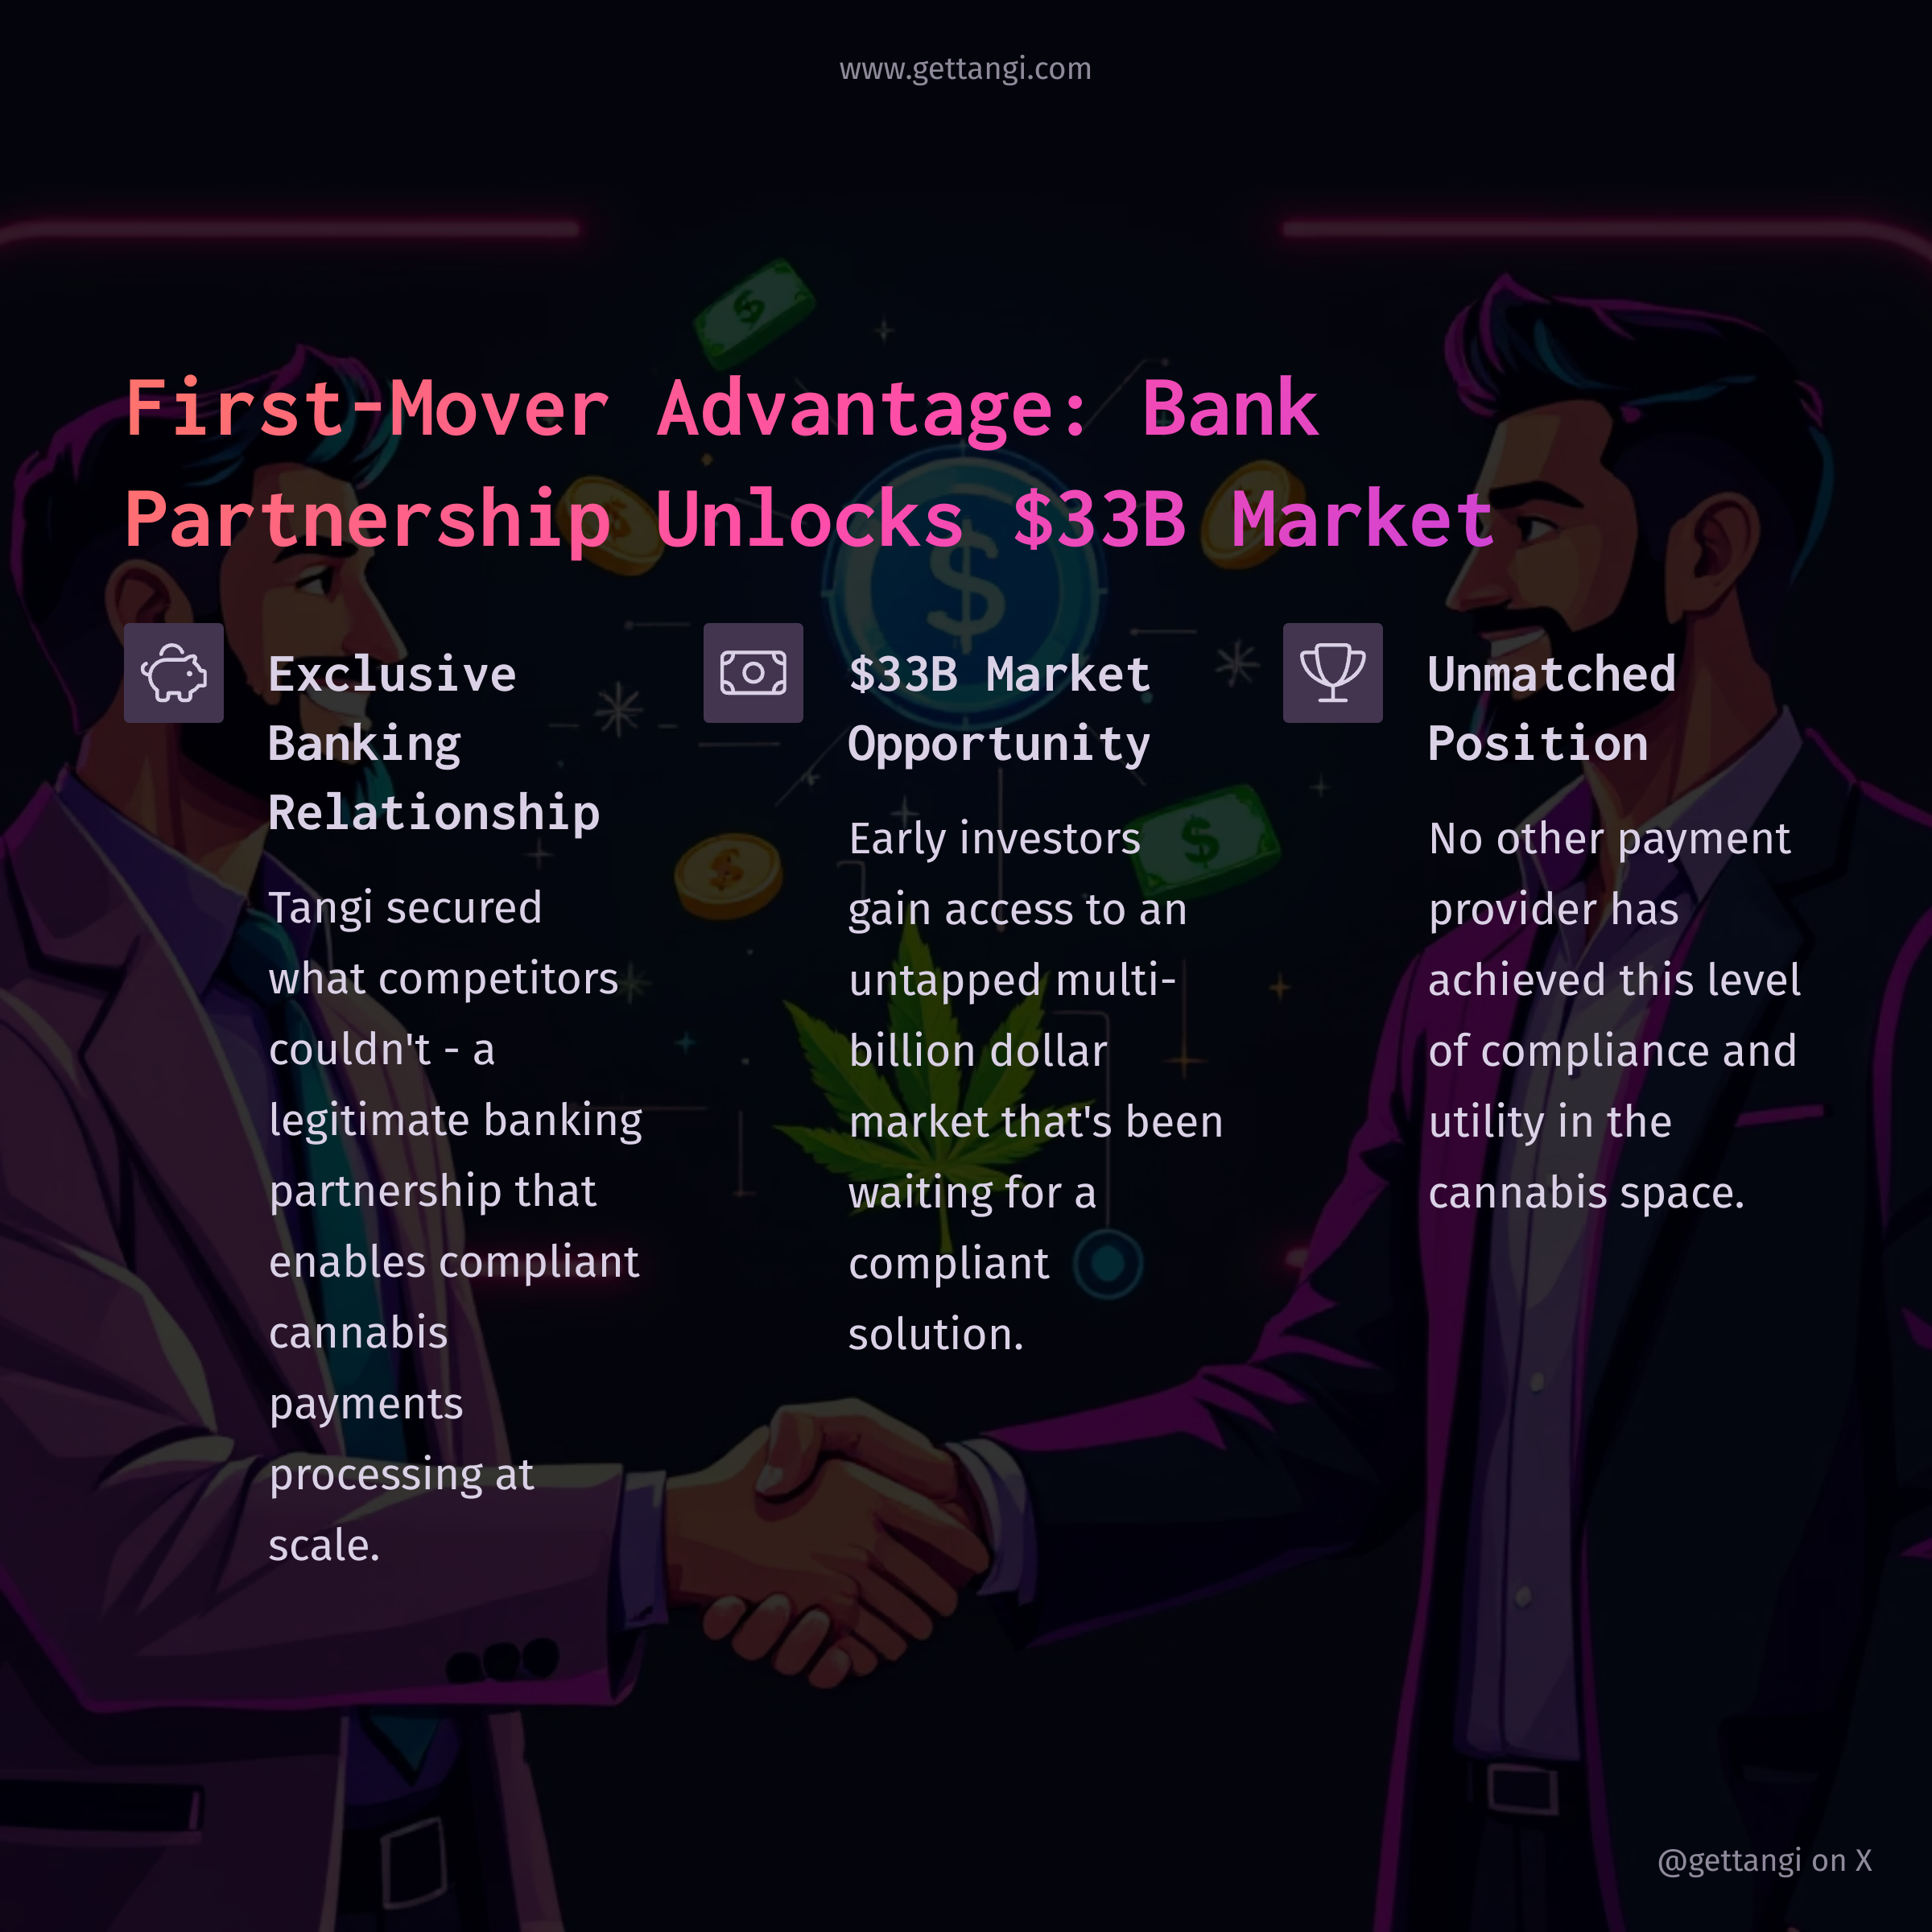 www.gettangi.com
First-Mover Advantage: Bank
Partnership Unlocks $33B Market
Exclusive
Banking
Relationship
Tangi secured
what competitors
couldn't - a
legitimate banking
partnership that
enables compliant
cannabis
payments
processing at
scale.
$33B Market
Opportunity
Early investors
gain access to an
untapped multi-
billion dollar
market that's been
waiting for a
compliant
solution.
Unmatched
Position
No other payment
provider has
achieved this level
of compliance and
utility in the
cannabis space.
@gettangi on X